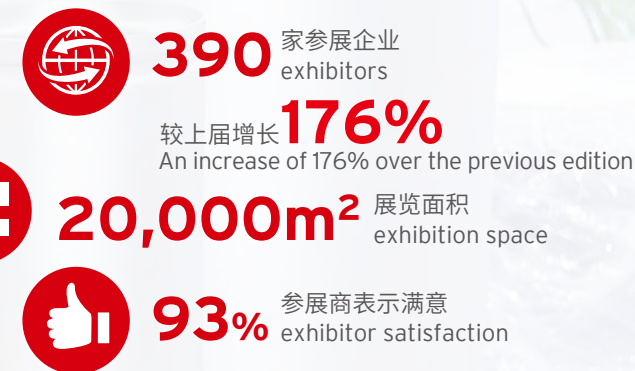 390 家参展企业
exhibitors
较上届增长176%
An increase of 176% over the previous edition
20,000m² 展览面积
exhibition space
93% 参展商表示满意
exhibitor satisfaction